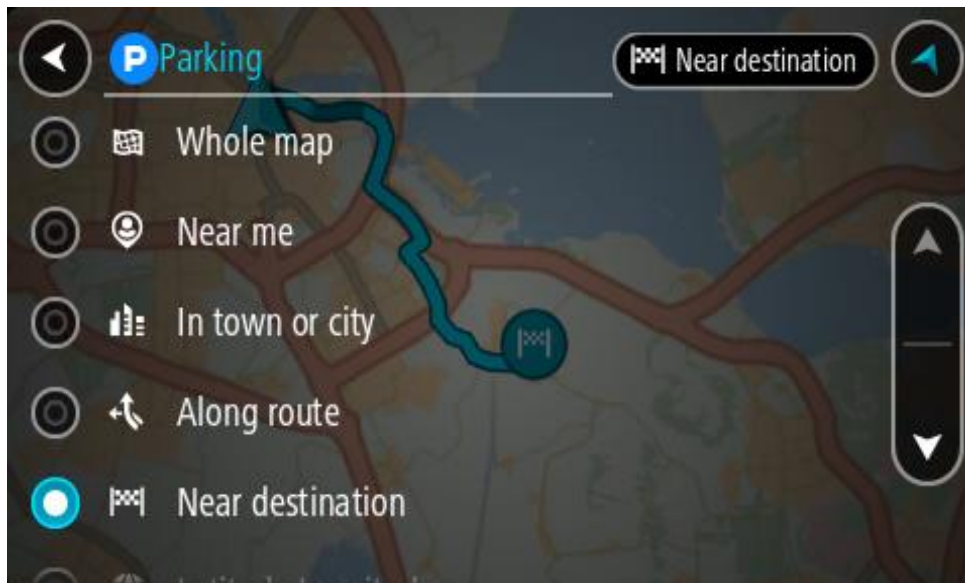 P Parking
Near destination
Whole map
Near me
In town or city
Along route
Near destination